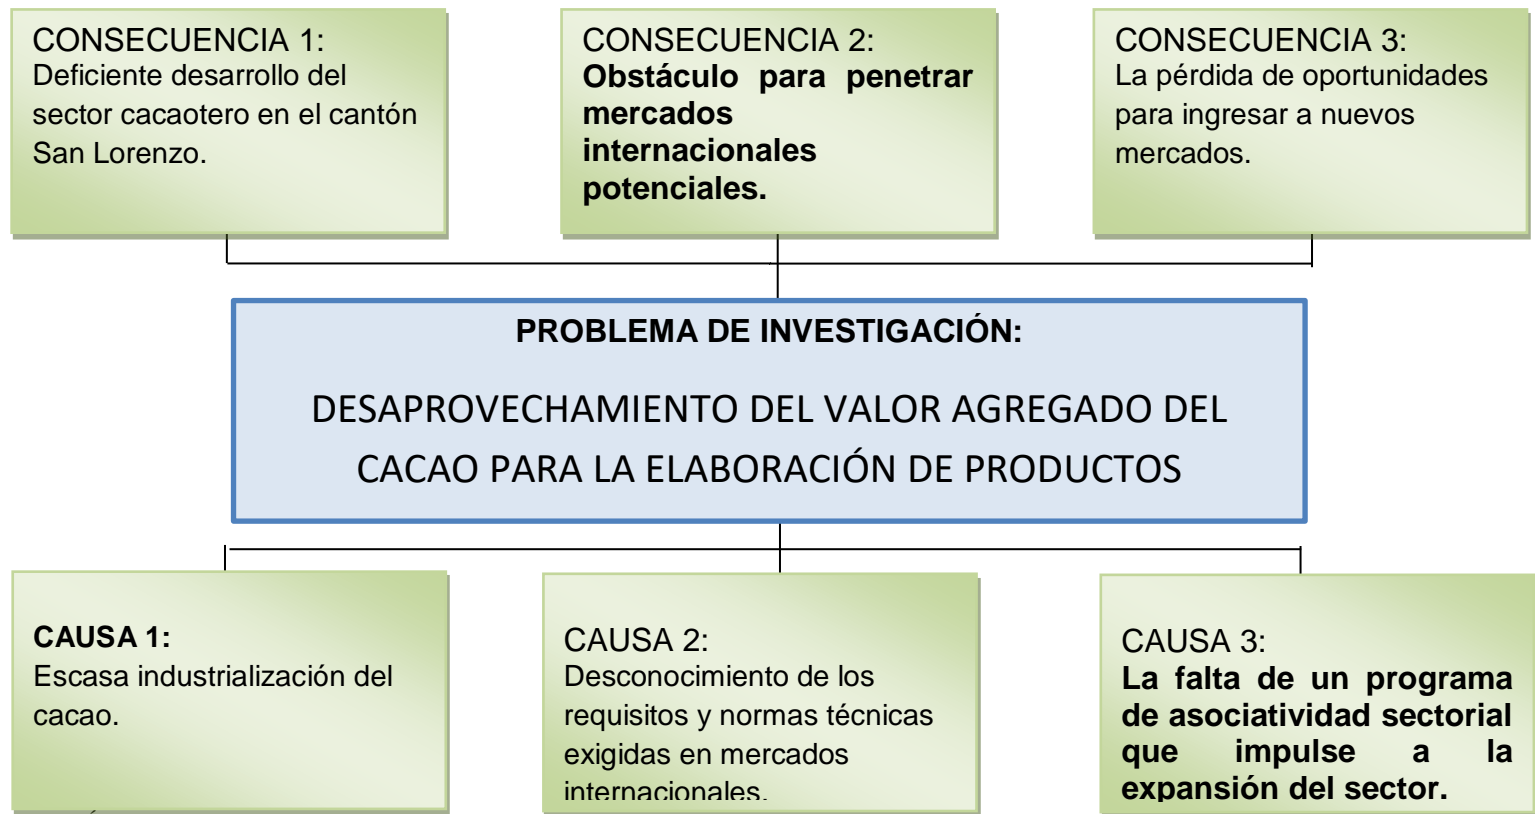 CONSECUENCIA 1:
Deficiente desarrollo del
sector cacaotero en el cantón
San Lorenzo.
CONSECUENCIA 2:
Obstáculo para penetrar
mercados
internacionales
potenciales.
CONSECUENCIA 3:
La pérdida de oportunidades
para ingresar a nuevos
mercados.
PROBLEMA DE INVESTIGACIÓN:
DESAPROVECHAMIENTO DEL VALOR AGREGADO DEL
CACAO PARA LA ELABORACIÓN DE PRODUCTOS
CAUSA 1:
Escasa industrialización del
cacao.
CAUSA 2:
Desconocimiento de los
requisitos y normas técnicas
exigidas en mercados
internacionales.
CAUSA 3:
La falta de un programa
de asociatividad sectorial
que impulse a la
expansión del sector.